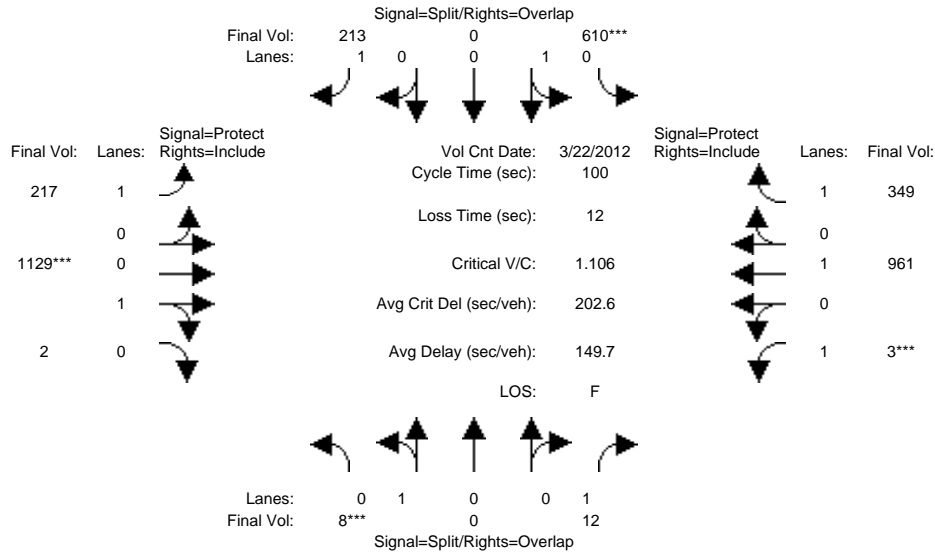 Signal=Split/Rights=Overlap
Final Vol: 213 0 610***
Lanes: 1 0 0 1 0
Signal=Protect
Final Vol: Lanes: Rights=Include
Vol Cnt Date: 3/22/2012
Signal=Protect
Rights=Include Lanes: Final Vol:
Cycle Time (sec): 100
217 1
1 349
Loss Time (sec): 12
0
0
1129*** 0
Critical V/C: 1.106
1 961
1
Avg Crit Del (sec/veh): 202.6
0
2 0
Avg Delay (sec/veh): 149.7
1 3***
LOS: F
Lanes: 0 1 0 0 1
Final Vol: 8*** 0 12
Signal=Split/Rights=Overlap